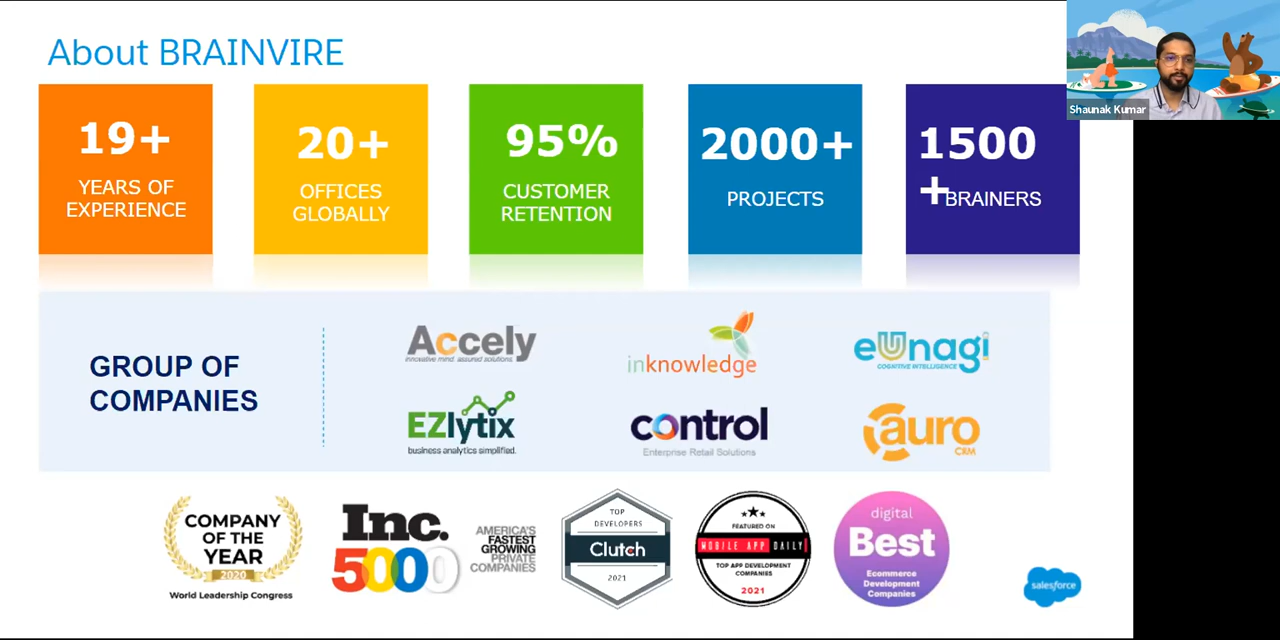 About BRAINVIRE
Shaunak Kumar
19+
YEARS OF
EXPERIENCE
20+
OFFICES
GLOBALLY
95%
CUSTOMER
RETENTION
2000+
PROJECTS
1500
+BRAINERS
GROUP OF
COMPANIES
Accely
innovative mind. assured solutions.
inknowledge
eUnagi
COGNITIVE INTELLIGENCE
EZlytix
business analytics simplified.
control
Enterprise Retail Solutions
auro
CRM
COMPANY
OF THE
YEAR
2020
World Leadership Congress
Inc.
5000
AMERICA'S
FASTEST
GROWING
PRIVATE
COMPANIES
TOP
DEVELOPERS
Clutch
2021
FEATURED ON
MOBILE APP DAILY
TOP APP DEVELOPMENT
COMPANIES
2021
digital
Best
Ecommerce
Development
Companies
salesforce